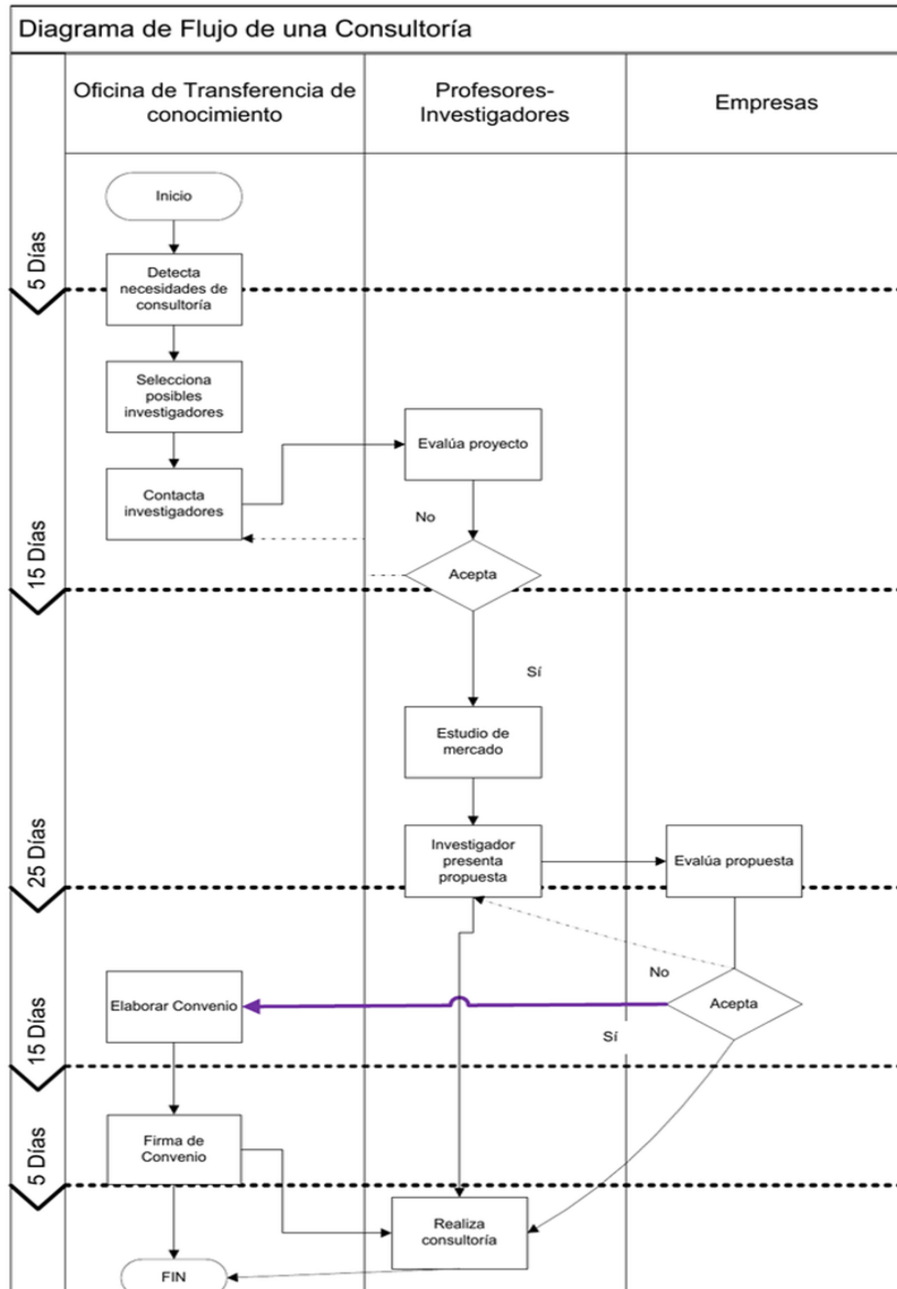 Diagrama de Flujo de una Consultoría
Oficina de Transferencia de
conocimiento
Profesores-
Investigadores
Empresas
5 Días
Inicio
Detecta
necesidades de
consultoría
15 Días
Selecciona
posibles
investigadores
Contacta
investigadores
Evalúa proyecto
No
Acepta
25 Días
Sí
Estudio de
mercado
Investigador
presenta
propuesta
Evalúa propuesta
15 Días
No
Acepta
Sí
Elaborar Convenio
5 Días
Firma de
Convenio
Realiza
consultoría
FIN